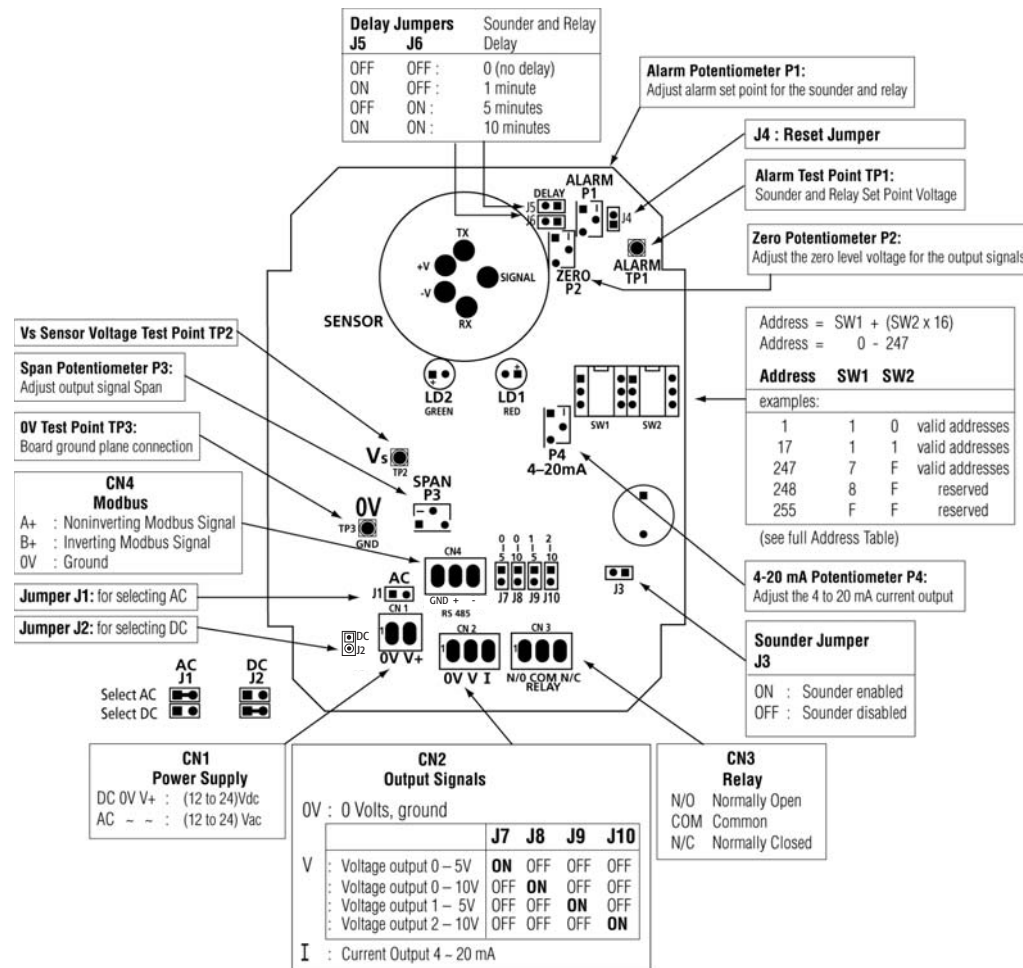 Delay Jumpers Sounder and Relay
J5 J6 Delay
OFF OFF : 0 (no delay)
ON OFF : 1 minute
OFF ON : 5 minutes
ON ON : 10 minutes
Alarm Potentiometer P1:
Adjust alarm set point for the sounder and relay
J4 : Reset Jumper
Alarm Test Point TP1:
Sounder and Relay Set Point Voltage
Zero Potentiometer P2:
Adjust the zero level voltage for the output signals
ALARM
P1
DELAY
J5
J6
J4
ALARM
TP1
ZERO
P2
TX
+V
SIGNAL
-V
RX
SENSOR
Vs Sensor Voltage Test Point TP2
Span Potentiometer P3:
Adjust output signal Span
0V Test Point TP3:
Board ground plane connection
CN4
Modbus
A+ : Noninverting Modbus Signal
B+ : Inverting Modbus Signal
0V : Ground
Jumper J1: for selecting AC
Jumper J2: for selecting DC
AC DC
J1 J2
Select AC
Select DC
+
LD2
GREEN
+
LD1
RED
SW1 SW2
P4
4–20mA
Vs
TP2
SPAN
P3
0V
TP3
GND
CN4
GND + -
RS 485
0 0 1 2
5 10 5 10
J7 J8 J9 J10
J3
AC
J1
CN 1
1
0V V+
DC
J2
CN 2
1
0V V I
CN 3
1
N/0 COM N/C
RELAY
Address = SW1 + (SW2 x 16)
Address = 0 - 247
Address SW1 SW2
examples:
1 1 0 valid addresses
17 1 1 valid addresses
247 7 F valid addresses
248 8 F reserved
255 F F reserved
(see full Address Table)
4-20 mA Potentiometer P4:
Adjust the 4 to 20 mA current output
Sounder Jumper
J3
ON : Sounder enabled
OFF : Sounder disabled
CN1
Power Supply
DC 0V V+ : (12 to 24)Vdc
AC ~ ~ : (12 to 24) Vac
CN2
Output Signals
0V : 0 Volts, ground
J7 J8 J9 J10
V : Voltage output 0 – 5V ON OFF OFF OFF
: Voltage output 0 – 10V OFF ON OFF OFF
: Voltage output 1 – 5V OFF OFF ON OFF
: Voltage output 2 – 10V OFF OFF OFF ON
I : Current Output 4 ~ 20 mA
CN3
Relay
N/O Normally Open
COM Common
N/C Normally Closed